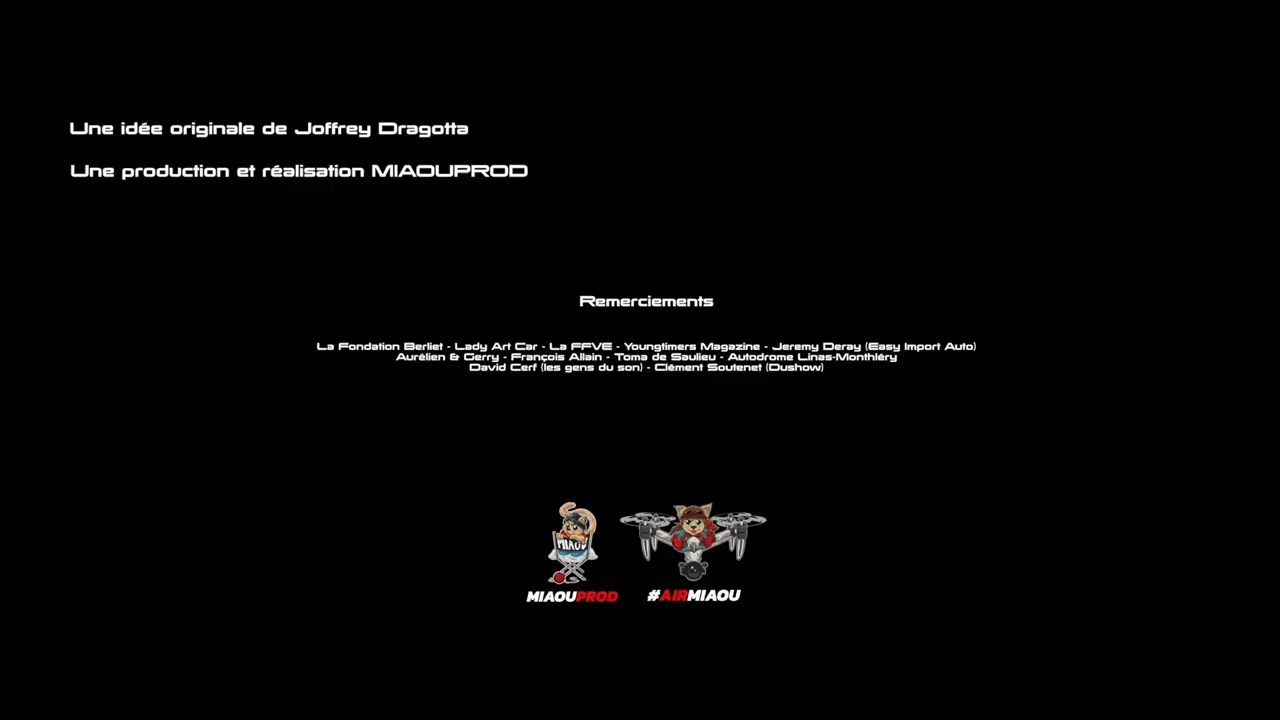 Une idée originale de Joffrey Dragotta
Une production et réalisation MIAOUPROD
Remerciements
La Fondation Berliet - Lady Art Car - La FFVE - Youngtimers Magazine - Jeremy Deray (Easy Import Auto)
Aurélien & Gerry - François Allain - Toma de Saulieu - Autodrome Linas-Monthléry
David Cerf (les gens du son) - Clément Soutenet (Dushow)
MIAOU
MIAOUPROD
#AIRMIAOU